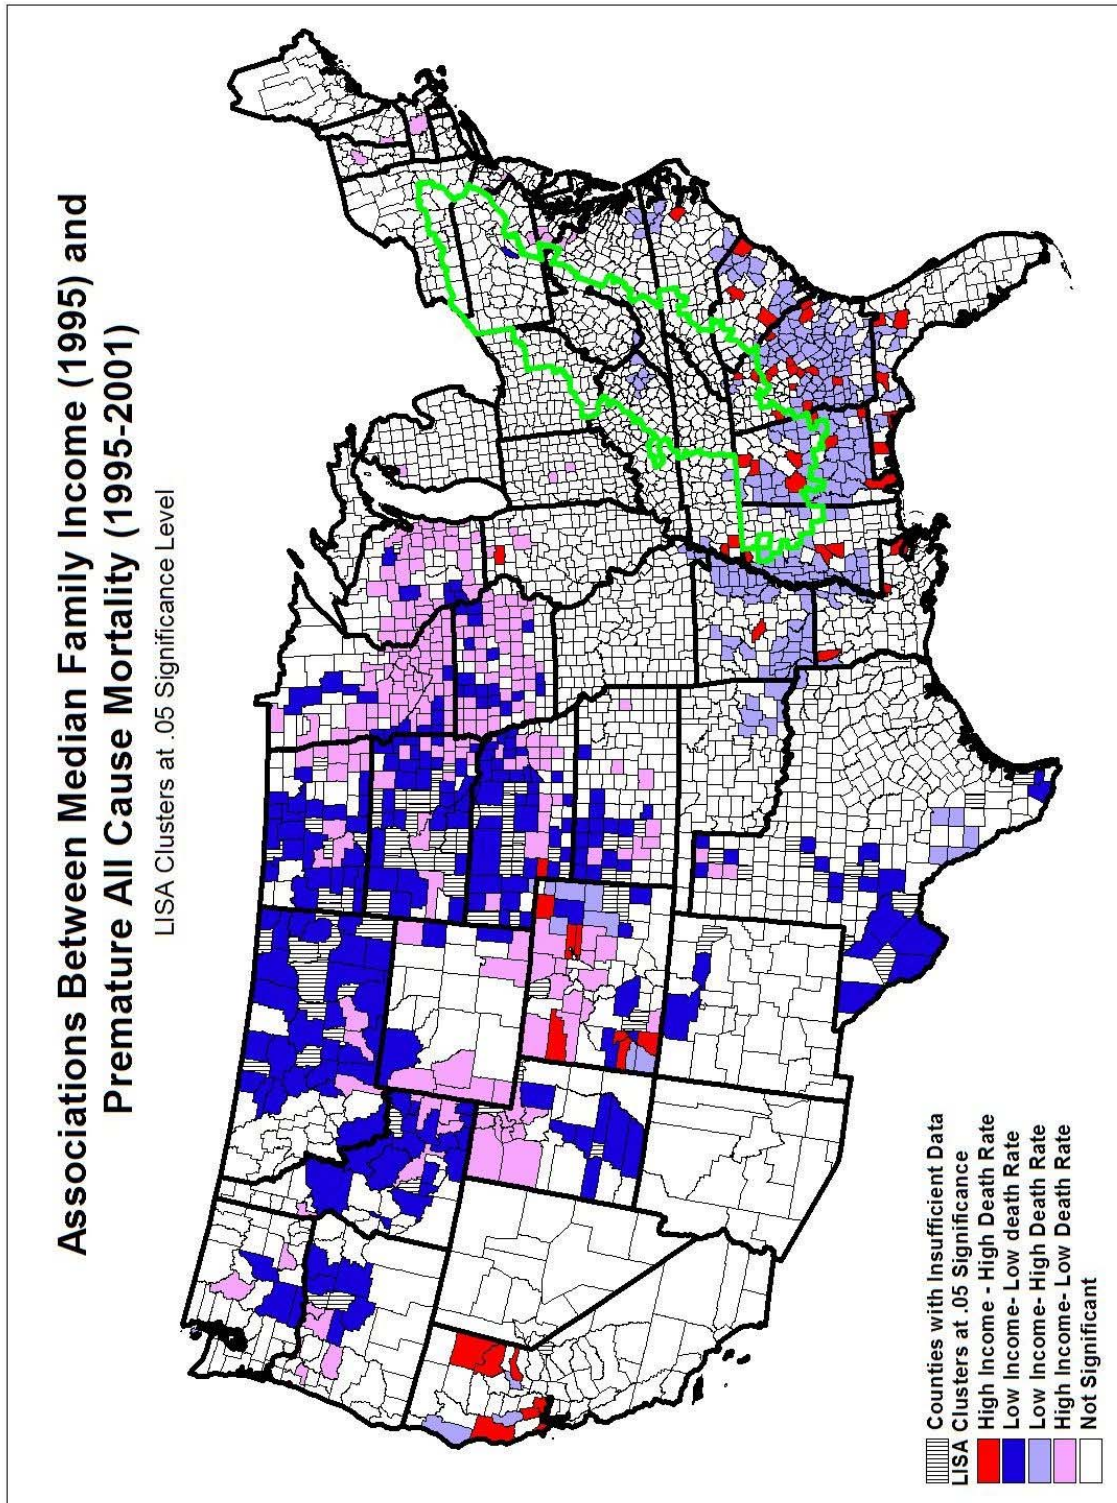 Associations Between Median Family Income (1995) and
Premature All Cause Mortality (1995-2001)
LISA Clusters at .05 Significance Level
Counties with Insufficient Data
LISA Clusters at .05 Significance
High Income - High Death Rate
Low Income- Low death Rate
Low Income- High Death Rate
High Income- Low Death Rate
Not Significant